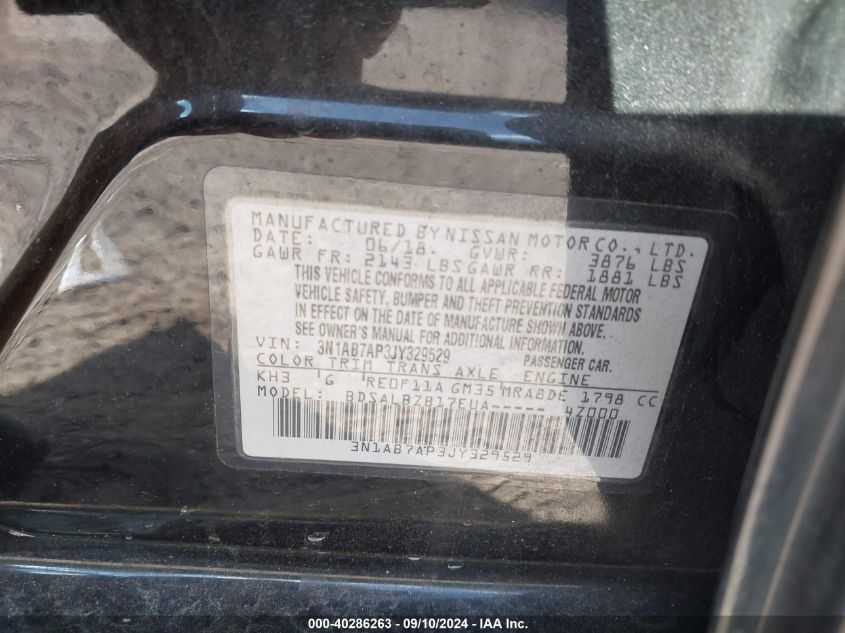 MANUFACTURED BY NISSAN MOTOR CO., LTD.
DATE: 06/18. GVWR: 3876 LBS
GAWR FR: 2143 LBS GAWR RR: 1881 LBS
THIS VEHICLE CONFORMS TO ALL APPLICABLE FEDERAL MOTOR
VEHICLE SAFETY, BUMPER AND THEFT PREVENTION STANDARDS
IN EFFECT ON THE DATE OF MANUFACTURE SHOWN ABOVE.
SEE OWNER'S MANUAL FOR MORE INFORMATION.
VIN: 3N1AB7AP3JY329529 PASSENGER CAR.
COLOR TRIM TRANS AXLE ENGINE
KH3 G RE0F11A GM35 MRA8DE 1798 CC
MODEL: BDSALBZB17EUA----- 4Z000
3N1AB7AP3JY329529
000-40286263 - 09/10/2024 - IAA Inc.